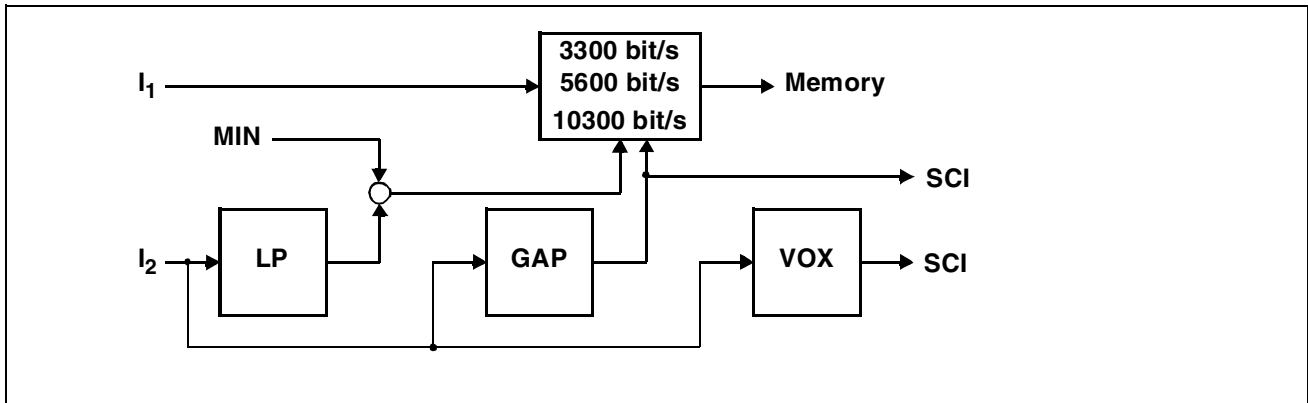 3300 bit/s
I1
5600 bit/s
Memory
10300 bit/s
MIN
SCI
I2
LP
GAP
VOX
SCI